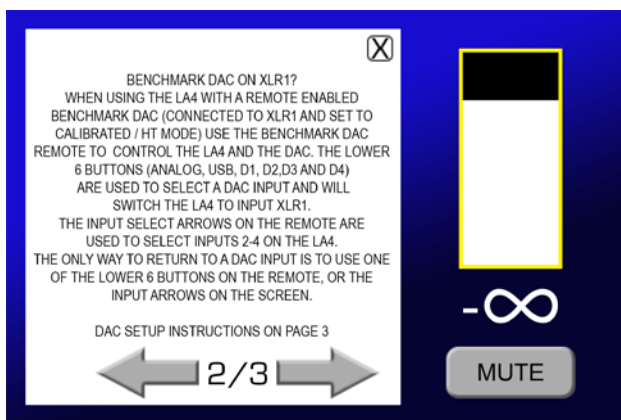 X
BENCHMARK DAC ON XLR1?
WHEN USING THE LA4 WITH A REMOTE ENABLED
BENCHMARK DAC (CONNECTED TO XLR1 AND SET TO
CALIBRATED / HT MODE) USE THE BENCHMARK DAC
REMOTE TO CONTROL THE LA4 AND THE DAC. THE LOWER
6 BUTTONS (ANALOG, USB, D1, D2,D3 AND D4)
ARE USED TO SELECT A DAC INPUT AND WILL
SWITCH THE LA4 TO INPUT XLR1.
THE INPUT SELECT ARROWS ON THE REMOTE ARE
USED TO SELECT INPUTS 2-4 ON THE LA4.
THE ONLY WAY TO RETURN TO A DAC INPUT IS TO USE ONE
OF THE LOWER 6 BUTTONS ON THE REMOTE, OR THE
INPUT ARROWS ON THE SCREEN.
DAC SETUP INSTRUCTIONS ON PAGE 3
2/3
-∞
MUTE